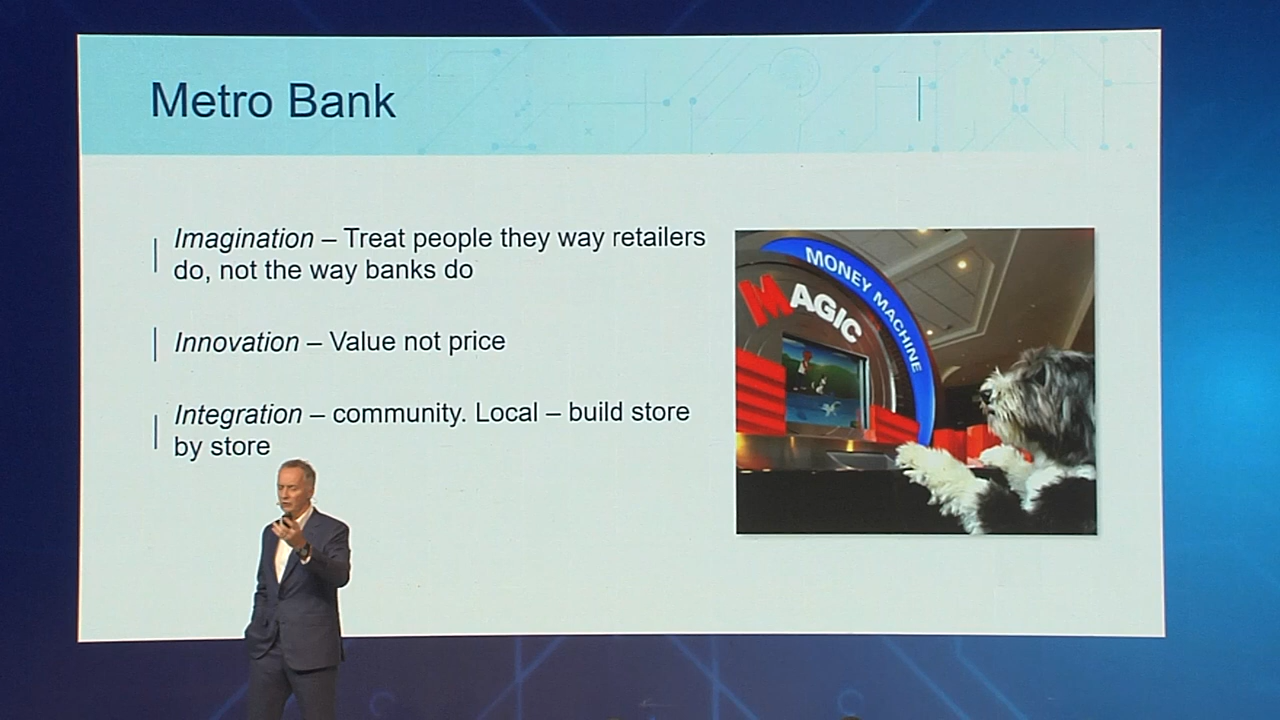 Metro Bank
Imagination – Treat people they way retailers
do, not the way banks do
Innovation – Value not price
Integration – community. Local – build store
by store
MONEY MACHINE
MAGIC